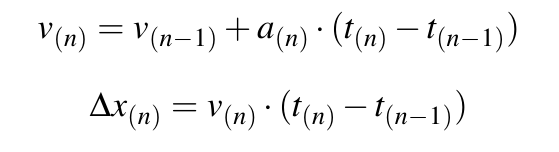 v₍ₙ₎ = v₍ₙ₋₁₎ + a₍ₙ₎ · (t₍ₙ₎ − t₍ₙ₋₁₎)
Δx₍ₙ₎ = v₍ₙ₎ · (t₍ₙ₎ − t₍ₙ₋₁₎)